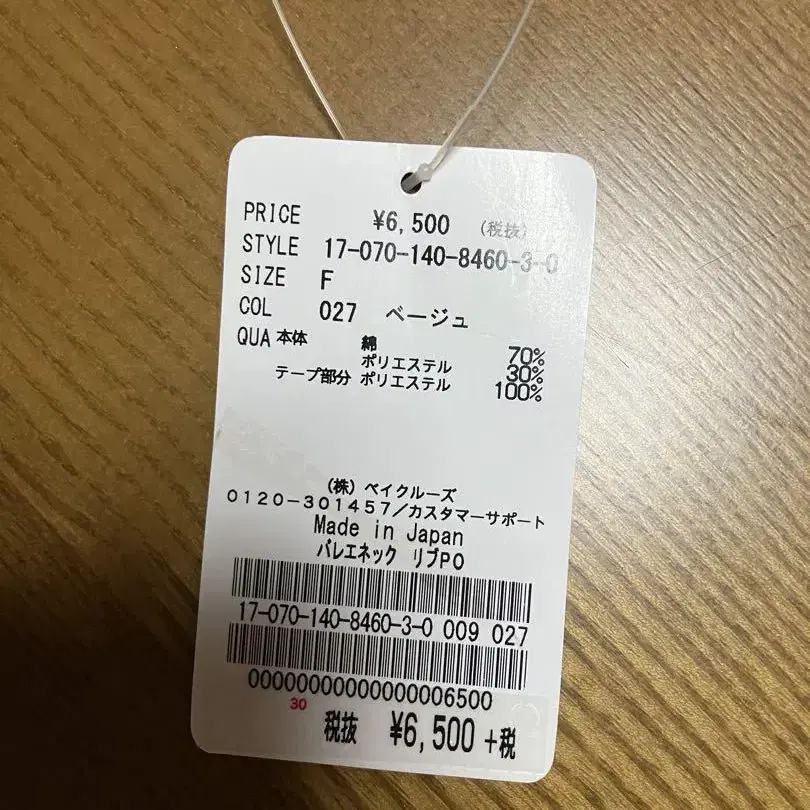 PRICE ¥6,500 (税抜)
STYLE 17-070-140-8460-3-0
SIZE F
COL 027 ベージュ
QUA 本体 綿 70%
ポリエステル 30%
テープ部分 ポリエステル 100%
(株) ベイクルーズ
0120-301457/カスタマーサポート
Made in Japan
バレエネック リブPO
17-070-140-8460-3-0 009 027
00000000000000006500
30
税抜 ¥6,500 +税